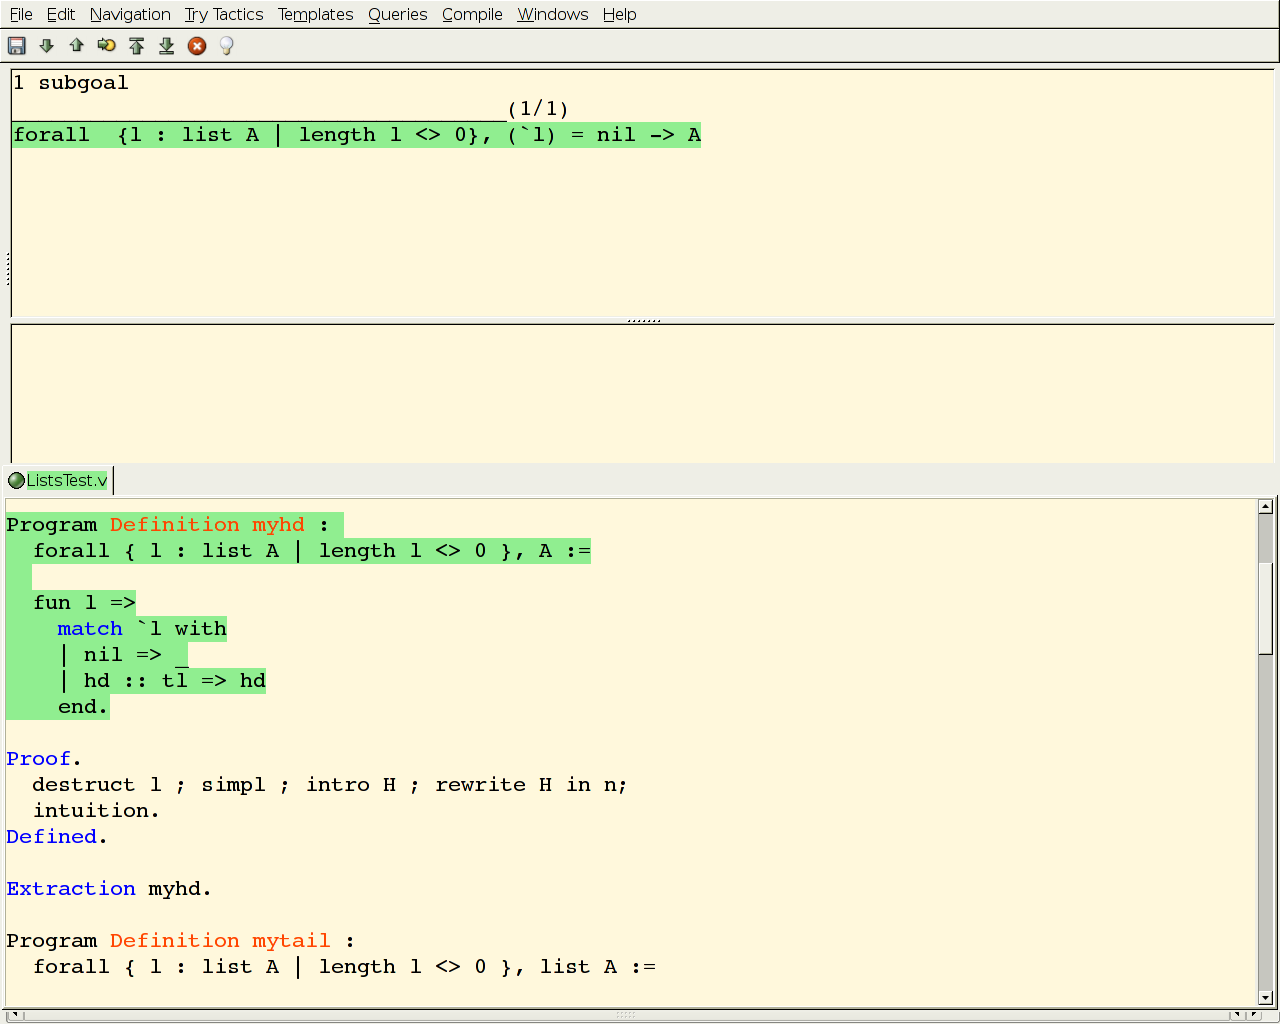 File Edit Navigation Try Tactics Templates Queries Compile Windows Help
1 subgoal
______________________________________(1/1)
forall  {l : list A | length l <> 0}, (`l) = nil -> A
ListsTest.v
Program Definition myhd :
  forall { l : list A | length l <> 0 }, A :=
  fun l =>
    match `l with
    | nil => _
    | hd :: tl => hd
    end.
Proof.
  destruct l ; simpl ; intro H ; rewrite H in n;
  intuition.
Defined.
Extraction myhd.
Program Definition mytail :
  forall { l : list A | length l <> 0 }, list A :=